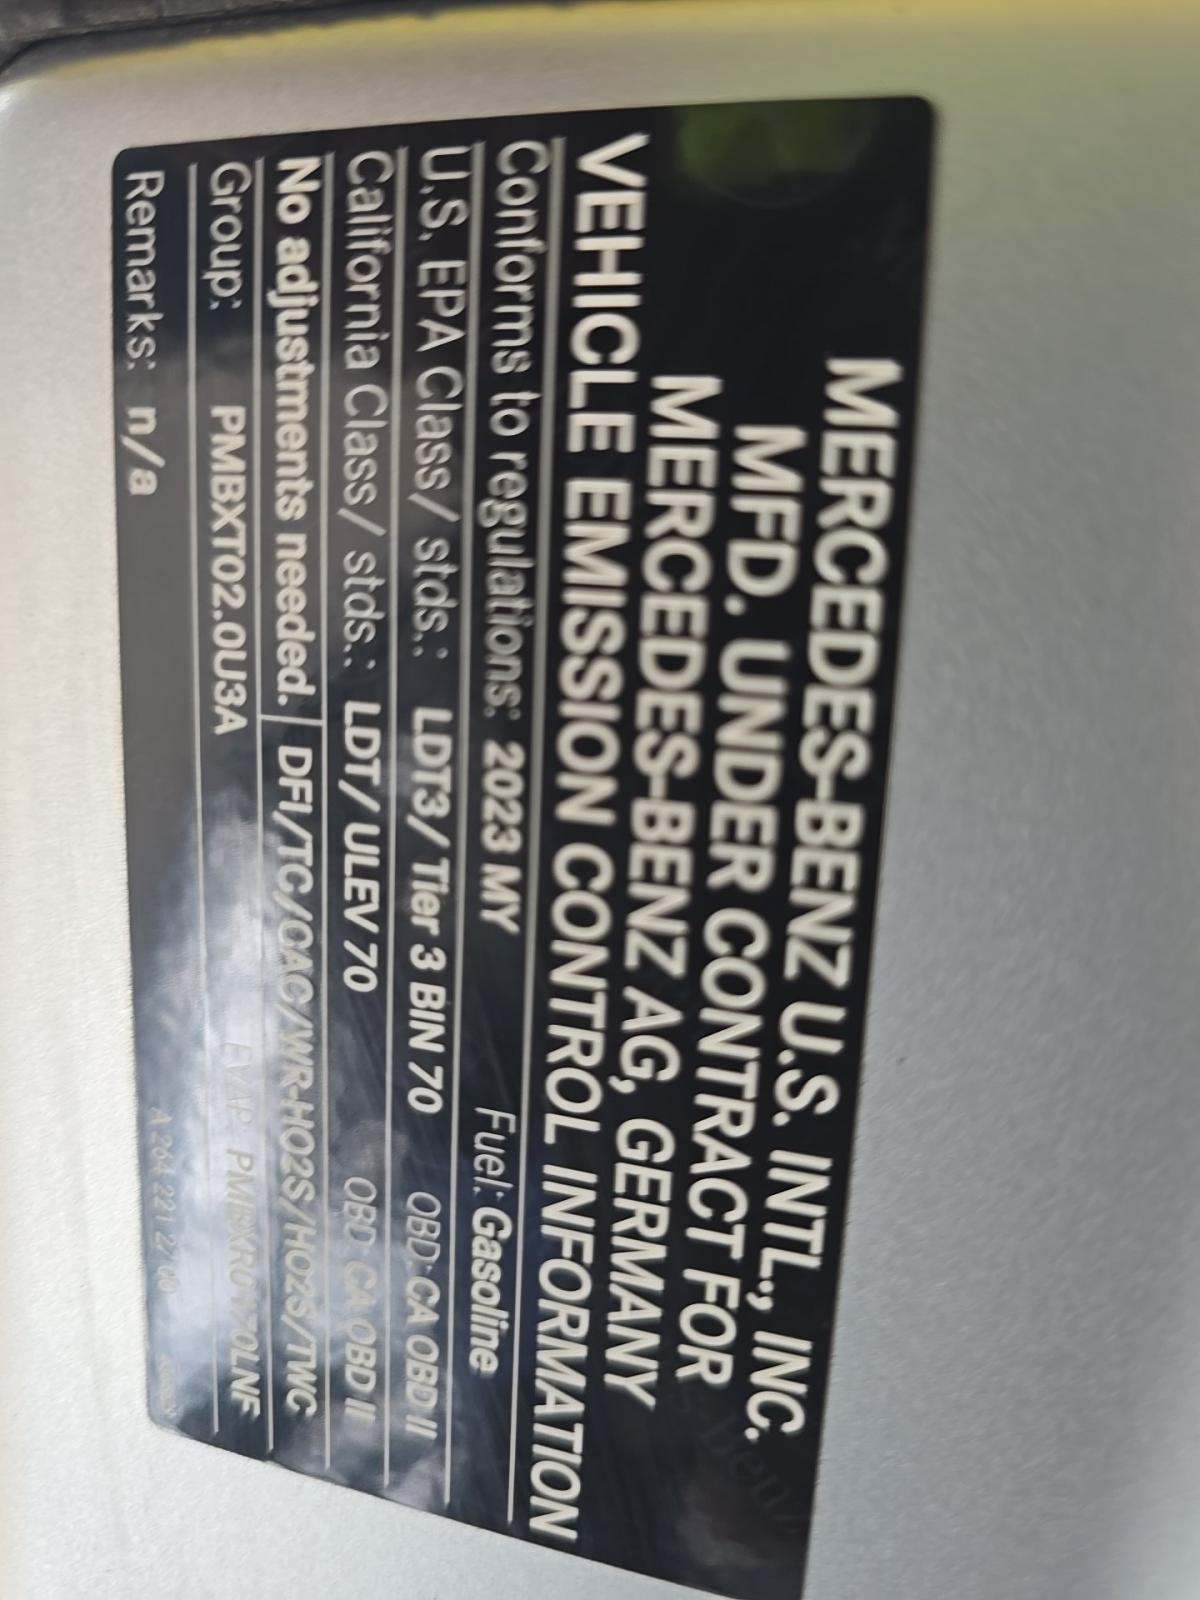 MERCEDES-BENZ U.S. INTL., INC.
MFD. UNDER CONTRACT FOR
MERCEDES-BENZ AG, GERMANY
VEHICLE EMISSION CONTROL INFORMATION
Conforms to regulations: 2023 MY Fuel: Gasoline
U.S. EPA Class/ stds.: LDT3/ Tier 3 BIN 70 OBD: CA OBD II
California Class/ stds.: LDT/ ULEV 70 OBD: CA OBD II
No adjustments needed. DFI/TC/CAC/WR-HO2S/HO2S/TWC
Group: PMBXT02.0U3A EVAP:
Remarks: n/a